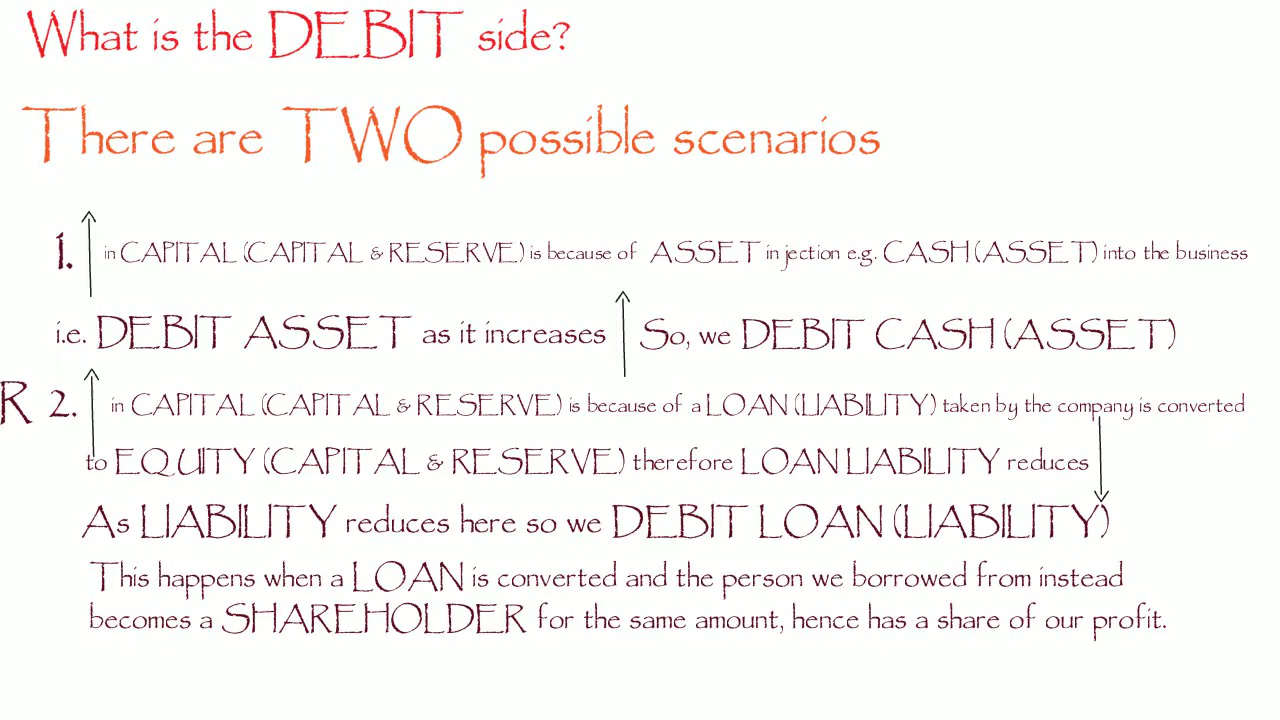 What is the DEBIT side?
There are TWO possible scenarios
1. in CAPITAL (CAPITAL & RESERVE) is because of ASSET in jection e.g. CASH (ASSET) into the business
i.e. DEBIT ASSET as it increases So, we DEBIT CASH (ASSET)
R 2. in CAPITAL (CAPITAL & RESERVE) is because of a LOAN (LIABILITY) taken by the company is converted
to EQUITY (CAPITAL & RESERVE) therefore LOAN LIABILITY reduces
As LIABILITY reduces here so we DEBIT LOAN (LIABILITY)
This happens when a LOAN is converted and the person we borrowed from instead
becomes a SHAREHOLDER for the same amount, hence has a share of our profit.